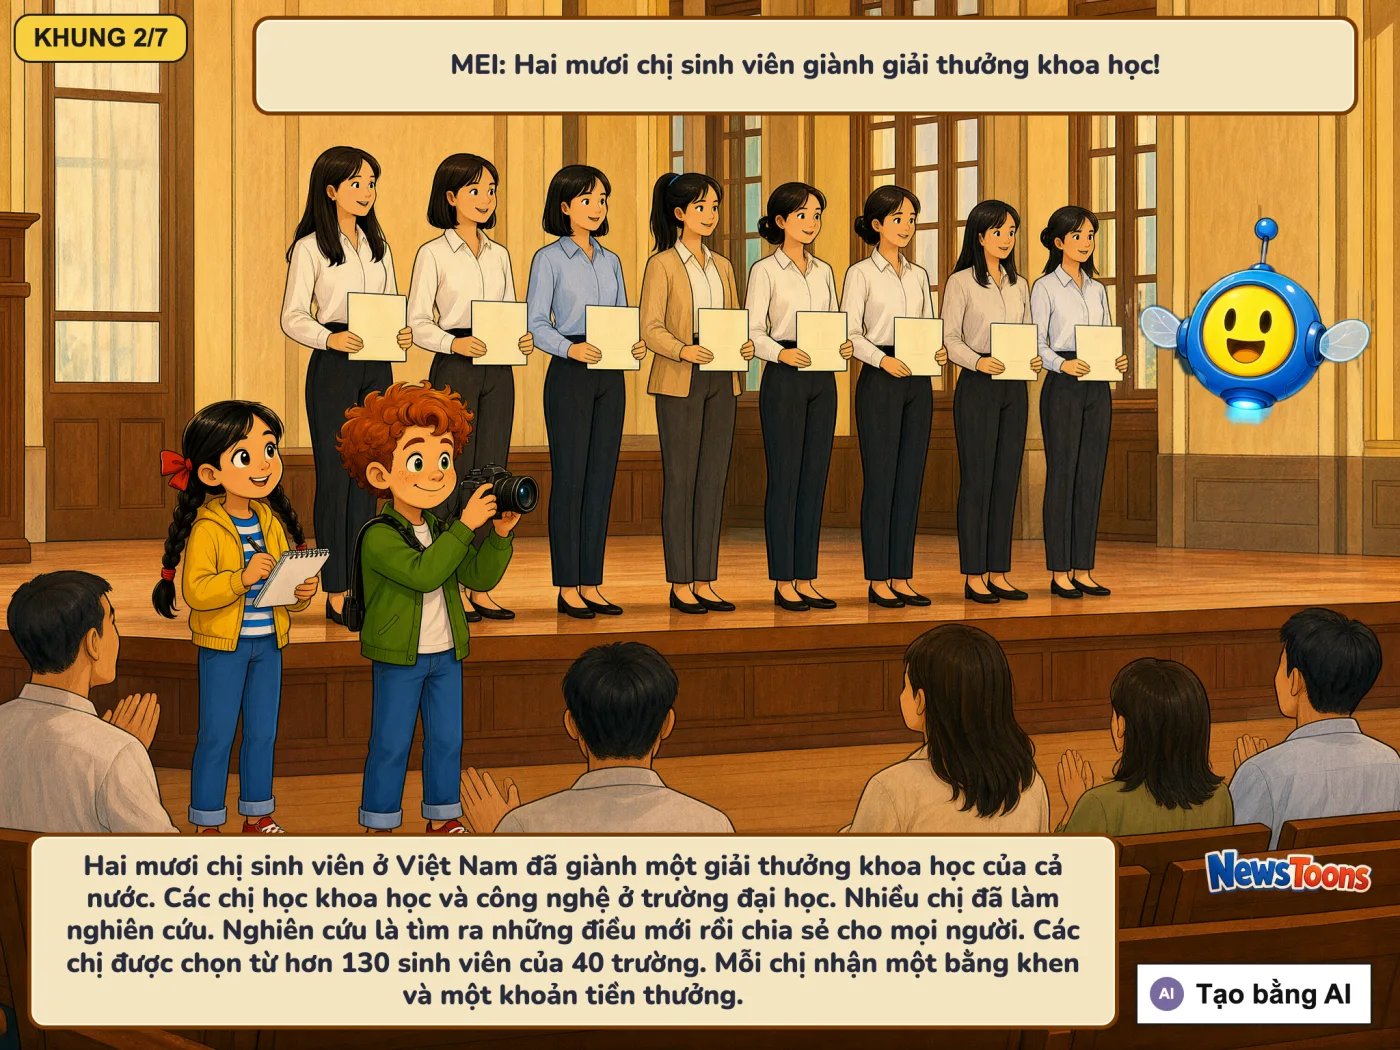 KHUNG 2/7
MEI: Hai mươi chị sinh viên giành giải thưởng khoa học!
Hai mươi chị sinh viên ở Việt Nam đã giành một giải thưởng khoa học của cả
nước. Các chị học khoa học và công nghệ ở trường đại học. Nhiều chị đã làm
nghiên cứu. Nghiên cứu là tìm ra những điều mới rồi chia sẻ cho mọi người. Các
chị được chọn từ hơn 130 sinh viên của 40 trường. Mỗi chị nhận một bằng khen
và một khoản tiền thưởng.
NewsToons
AI Tạo bằng AI